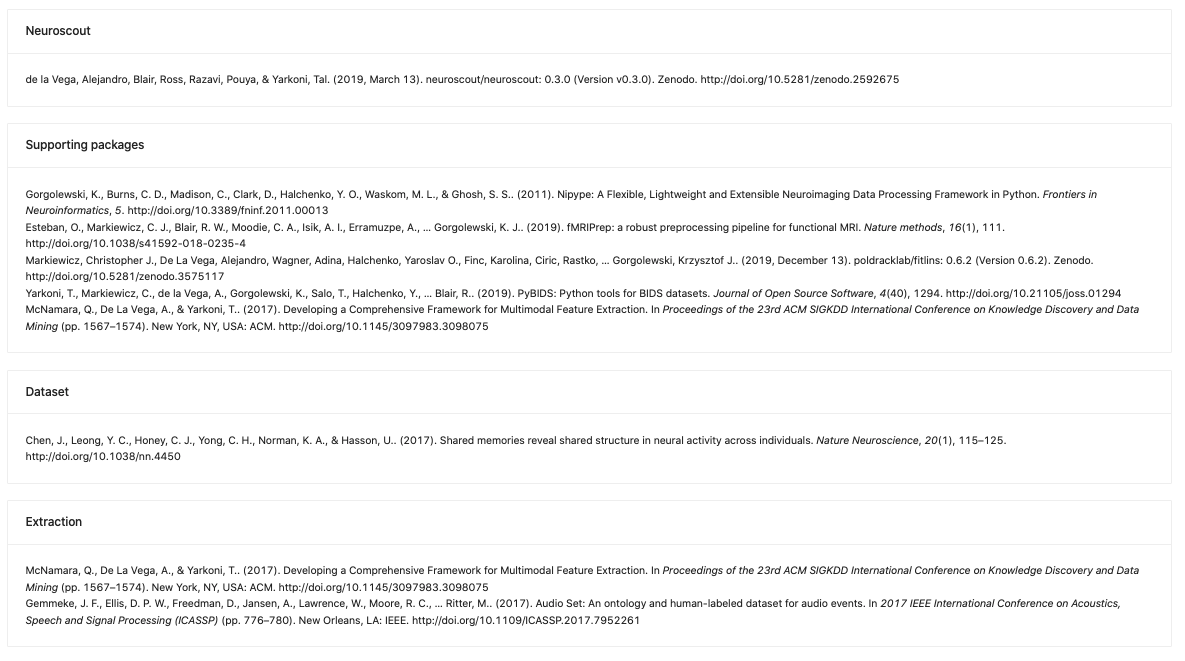 Neuroscout
de la Vega, Alejandro, Blair, Ross, Razavi, Pouya, & Yarkoni, Tal. (2019, March 13). neuroscout/neuroscout: 0.3.0 (Version v0.3.0). Zenodo. http://doi.org/10.5281/zenodo.2592675
Supporting packages
Gorgolewski, K., Burns, C. D., Madison, C., Clark, D., Halchenko, Y. O., Waskom, M. L., & Ghosh, S. S.. (2011). Nipype: A Flexible, Lightweight and Extensible Neuroimaging Data Processing Framework in Python. Frontiers in
Neuroinformatics, 5. http://doi.org/10.3389/fninf.2011.00013
Esteban, O., Markiewicz, C. J., Blair, R. W., Moodie, C. A., Isik, A. I., Erramuzpe, A., … Gorgolewski, K. J.. (2019). fMRIPrep: a robust preprocessing pipeline for functional MRI. Nature methods, 16(1), 111.
http://doi.org/10.1038/s41592-018-0235-4
Markiewicz, Christopher J., De La Vega, Alejandro, Wagner, Adina, Halchenko, Yaroslav O., Finc, Karolina, Ciric, Rastko, … Gorgolewski, Krzysztof J.. (2019, December 13). poldracklab/fitlins: 0.6.2 (Version 0.6.2). Zenodo.
http://doi.org/10.5281/zenodo.3575117
Yarkoni, T., Markiewicz, C., de la Vega, A., Gorgolewski, K., Salo, T., Halchenko, Y., … Blair, R.. (2019). PyBIDS: Python tools for BIDS datasets. Journal of Open Source Software, 4(40), 1294. http://doi.org/10.21105/joss.01294
McNamara, Q., De La Vega, A., & Yarkoni, T.. (2017). Developing a Comprehensive Framework for Multimodal Feature Extraction. In Proceedings of the 23rd ACM SIGKDD International Conference on Knowledge Discovery and Data
Mining (pp. 1567–1574). New York, NY, USA: ACM. http://doi.org/10.1145/3097983.3098075
Dataset
Chen, J., Leong, Y. C., Honey, C. J., Yong, C. H., Norman, K. A., & Hasson, U.. (2017). Shared memories reveal shared structure in neural activity across individuals. Nature Neuroscience, 20(1), 115–125.
http://doi.org/10.1038/nn.4450
Extraction
McNamara, Q., De La Vega, A., & Yarkoni, T.. (2017). Developing a Comprehensive Framework for Multimodal Feature Extraction. In Proceedings of the 23rd ACM SIGKDD International Conference on Knowledge Discovery and Data
Mining (pp. 1567–1574). New York, NY, USA: ACM. http://doi.org/10.1145/3097983.3098075
Gemmeke, J. F., Ellis, D. P. W., Freedman, D., Jansen, A., Lawrence, W., Moore, R. C., … Ritter, M.. (2017). Audio Set: An ontology and human-labeled dataset for audio events. In 2017 IEEE International Conference on Acoustics,
Speech and Signal Processing (ICASSP) (pp. 776–780). New Orleans, LA: IEEE. http://doi.org/10.1109/ICASSP.2017.7952261